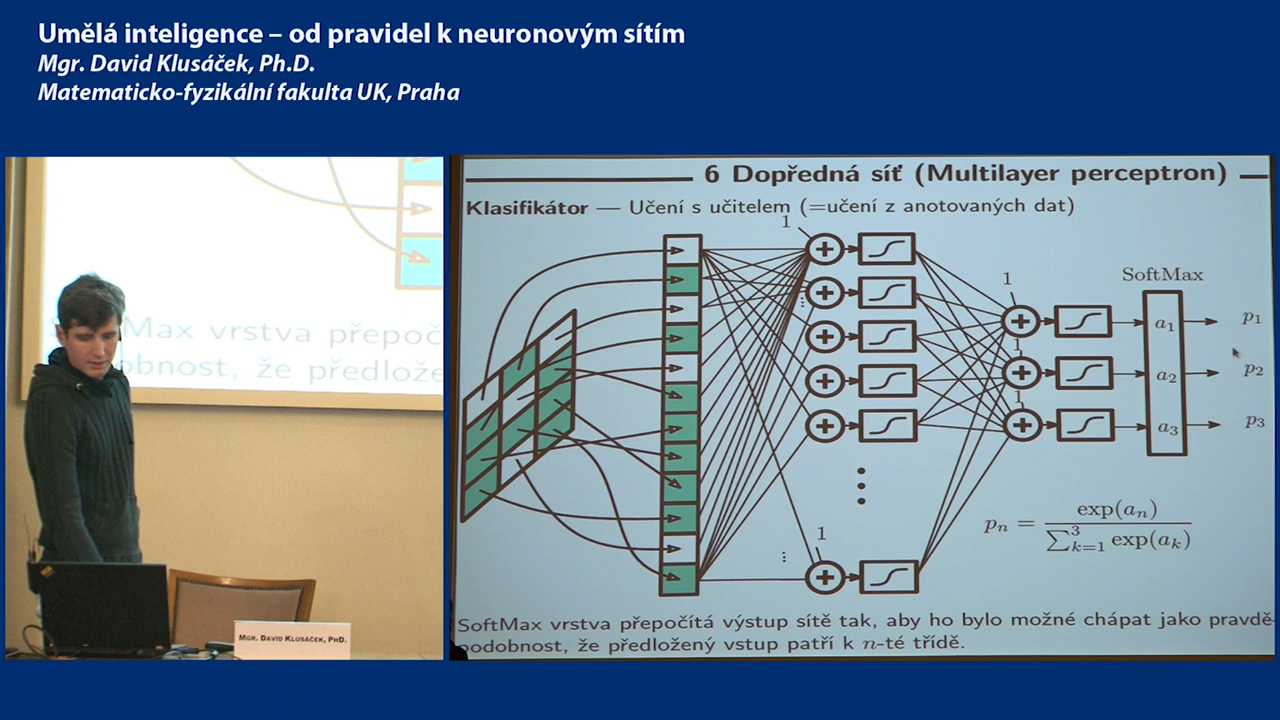 Umělá inteligence – od pravidel k neuronovým sítím
Mgr. David Klusáček, Ph.D.
Matematicko-fyzikální fakulta UK, Praha
Max vrstva přepoč
obnost, že předlože
MGR. DAVID KLUSÁČEK, PHD.
6 Dopředná síť (Multilayer perceptron)
Klasifikátor — Učení s učitelem (=učení z anotovaných dat)
1
1
SoftMax
a₁ p₁
1
a₂ p₂
1
a₃ p₃
1
pₙ = exp(aₙ) / ∑³ₖ₌₁ exp(aₖ)
SoftMax vrstva přepočítá výstup sítě tak, aby ho bylo možné chápat jako pravdě-
podobnost, že předložený vstup patří k n-té třídě.